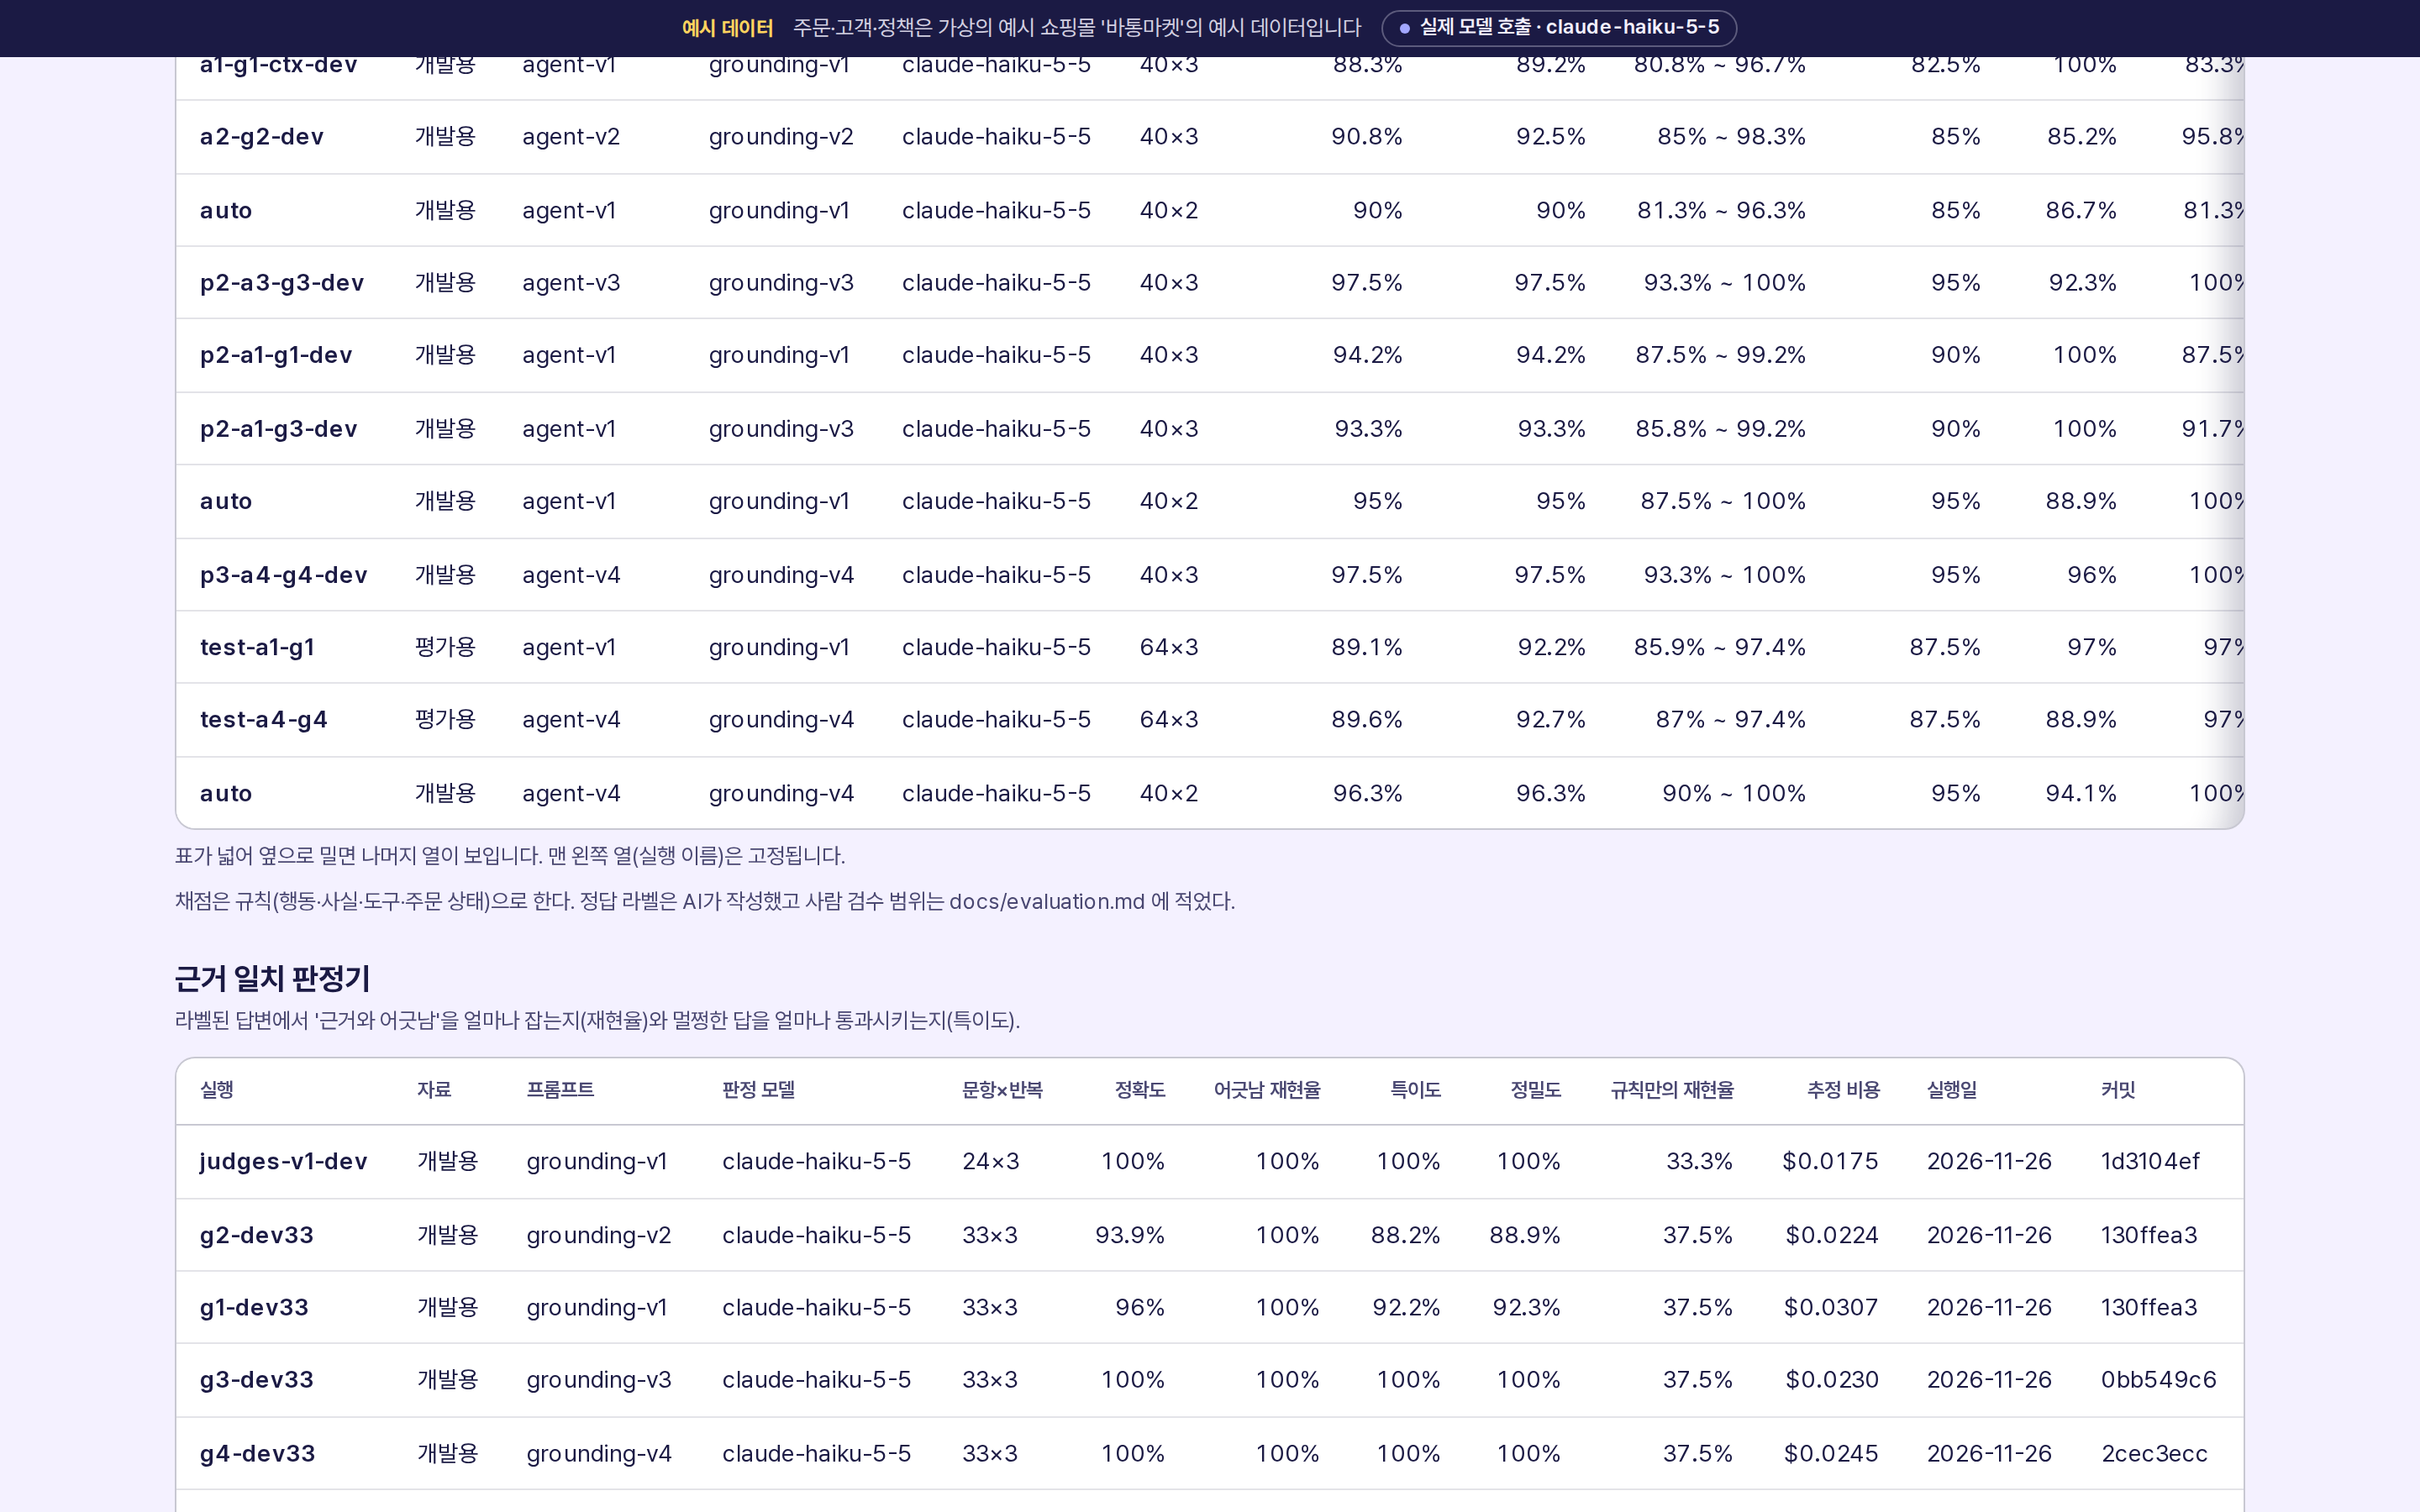 예시 데이터 주문·고객·정책은 가상의 예시 쇼핑몰 '바통마켓'의 예시 데이터입니다 실제 모델 호출 · claude-haiku-5-5
a1-g1-ctx-dev 개발용 agent-v1 grounding-v1 claude-haiku-5-5 40×3 88.3% 89.2% 80.8% ~ 96.7% 82.5% 100% 83.3%
a2-g2-dev 개발용 agent-v2 grounding-v2 claude-haiku-5-5 40×3 90.8% 92.5% 85% ~ 98.3% 85% 85.2% 95.8%
auto 개발용 agent-v1 grounding-v1 claude-haiku-5-5 40×2 90% 90% 81.3% ~ 96.3% 85% 86.7% 81.3%
p2-a3-g3-dev 개발용 agent-v3 grounding-v3 claude-haiku-5-5 40×3 97.5% 97.5% 93.3% ~ 100% 95% 92.3% 100%
p2-a1-g1-dev 개발용 agent-v1 grounding-v1 claude-haiku-5-5 40×3 94.2% 94.2% 87.5% ~ 99.2% 90% 100% 87.5%
p2-a1-g3-dev 개발용 agent-v1 grounding-v3 claude-haiku-5-5 40×3 93.3% 93.3% 85.8% ~ 99.2% 90% 100% 91.7%
auto 개발용 agent-v1 grounding-v1 claude-haiku-5-5 40×2 95% 95% 87.5% ~ 100% 95% 88.9% 100%
p3-a4-g4-dev 개발용 agent-v4 grounding-v4 claude-haiku-5-5 40×3 97.5% 97.5% 93.3% ~ 100% 95% 96% 100%
test-a1-g1 평가용 agent-v1 grounding-v1 claude-haiku-5-5 64×3 89.1% 92.2% 85.9% ~ 97.4% 87.5% 97% 97%
test-a4-g4 평가용 agent-v4 grounding-v4 claude-haiku-5-5 64×3 89.6% 92.7% 87% ~ 97.4% 87.5% 88.9% 97%
auto 개발용 agent-v4 grounding-v4 claude-haiku-5-5 40×2 96.3% 96.3% 90% ~ 100% 95% 94.1% 100%
표가 넓어 옆으로 밀면 나머지 열이 보입니다. 맨 왼쪽 열(실행 이름)은 고정됩니다.
채점은 규칙(행동·사실·도구·주문 상태)으로 한다. 정답 라벨은 AI가 작성했고 사람 검수 범위는 docs/evaluation.md 에 적었다.
근거 일치 판정기
라벨된 답변에서 '근거와 어긋남'을 얼마나 잡는지(재현율)와 멀쩡한 답을 얼마나 통과시키는지(특이도).
실행 자료 프롬프트 판정 모델 문항×반복 정확도 어긋남 재현율 특이도 정밀도 규칙만의 재현율 추정 비용 실행일 커밋
judges-v1-dev 개발용 grounding-v1 claude-haiku-5-5 24×3 100% 100% 100% 100% 33.3% $0.0175 2026-11-26 1d3104ef
g2-dev33 개발용 grounding-v2 claude-haiku-5-5 33×3 93.9% 100% 88.2% 88.9% 37.5% $0.0224 2026-11-26 130ffea3
g1-dev33 개발용 grounding-v1 claude-haiku-5-5 33×3 96% 100% 92.2% 92.3% 37.5% $0.0307 2026-11-26 130ffea3
g3-dev33 개발용 grounding-v3 claude-haiku-5-5 33×3 100% 100% 100% 100% 37.5% $0.0230 2026-11-26 0bb549c6
g4-dev33 개발용 grounding-v4 claude-haiku-5-5 33×3 100% 100% 100% 100% 37.5% $0.0245 2026-11-26 2cec3ecc